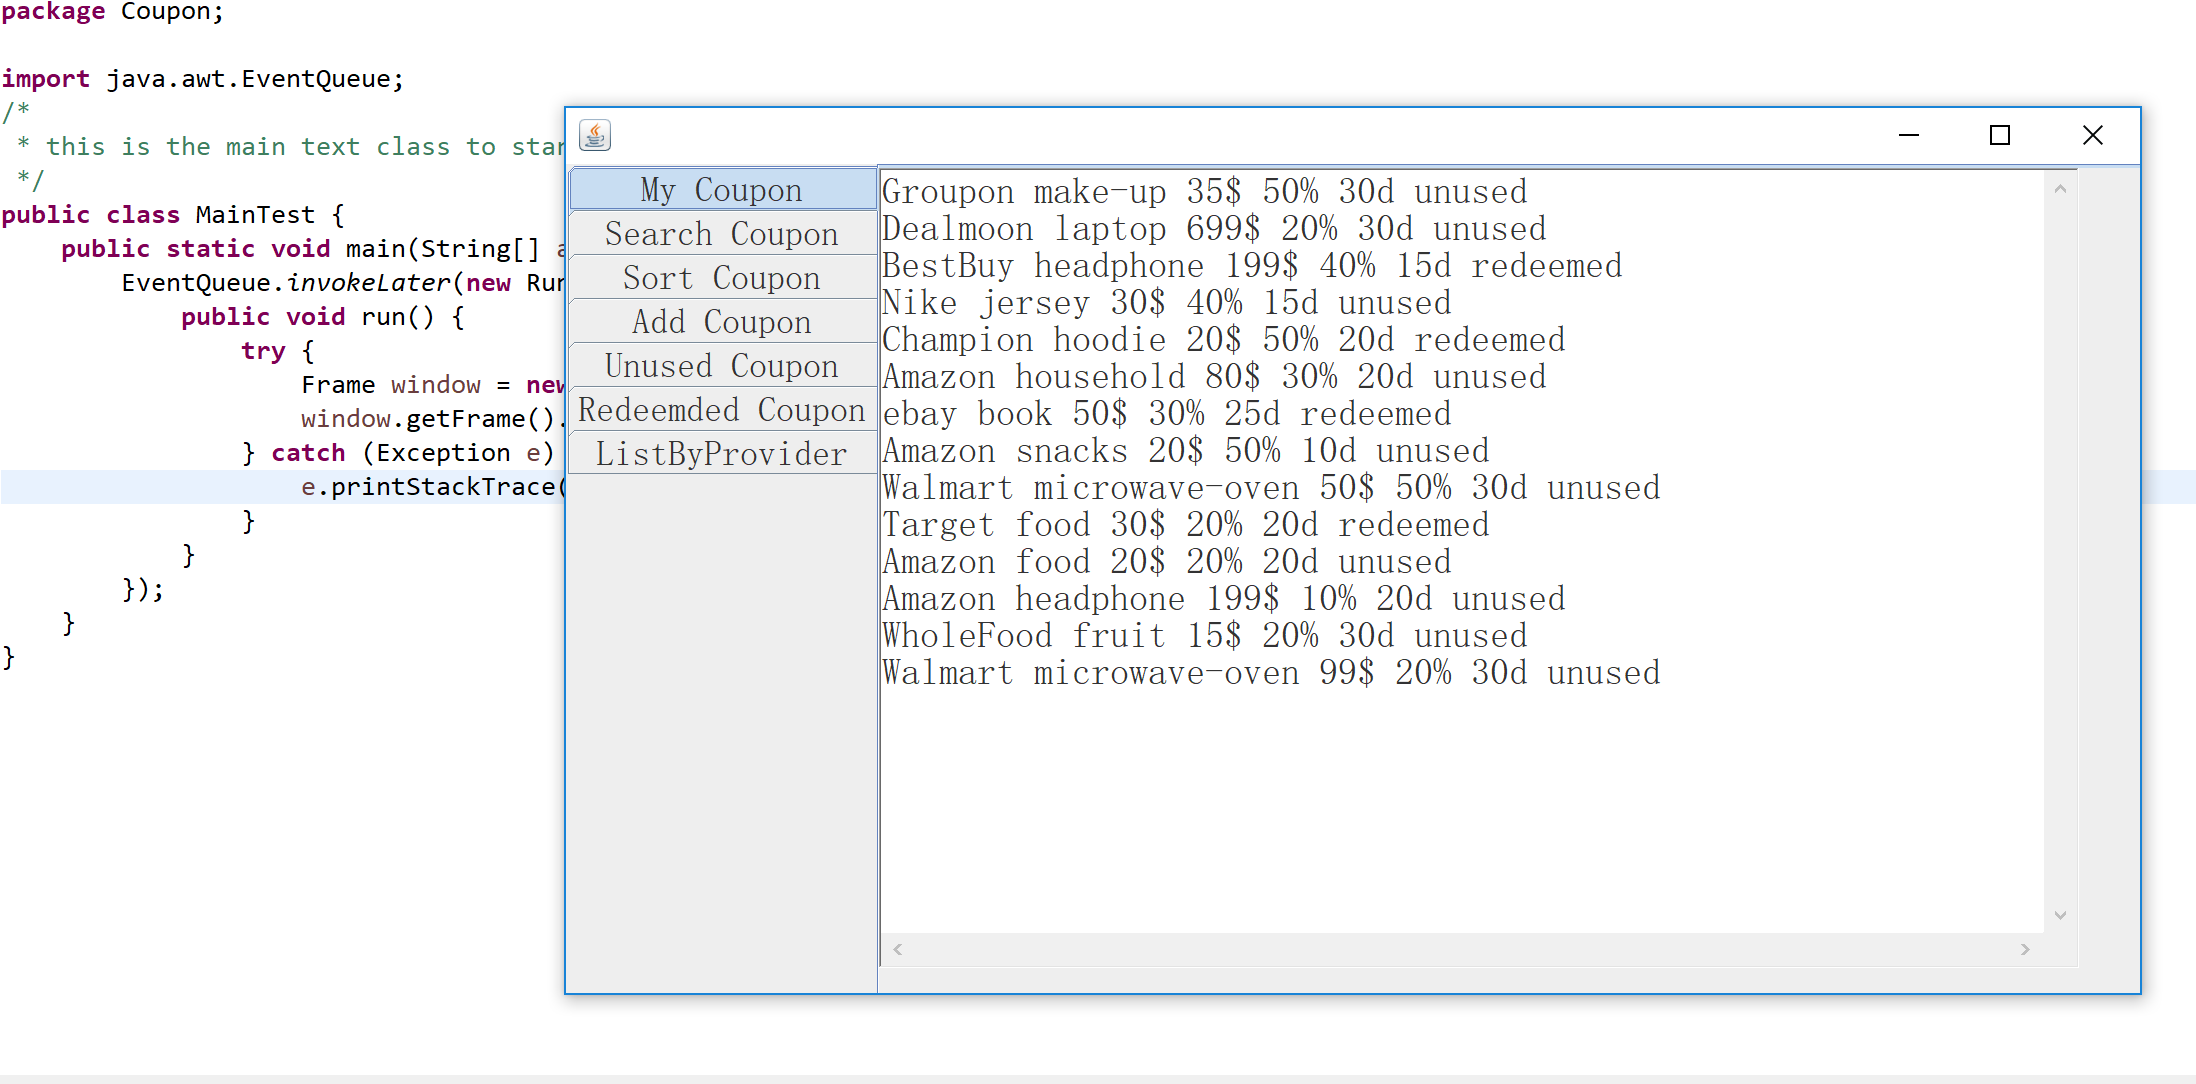 package Coupon;
import java.awt.EventQueue;
/*
* this is the main text class to star
*/
public class MainTest {
public static void main(String[] a
EventQueue.invokeLater(new Run
public void run() {
try {
Frame window = new
window.getFrame().
} catch (Exception e)
e.printStackTrace(
}
}
});
}
}
My Coupon
Search Coupon
Sort Coupon
Add Coupon
Unused Coupon
Redeemded Coupon
ListByProvider
Groupon make-up 35$ 50% 30d unused
Dealmoon laptop 699$ 20% 30d unused
BestBuy headphone 199$ 40% 15d redeemed
Nike jersey 30$ 40% 15d unused
Champion hoodie 20$ 50% 20d redeemed
Amazon household 80$ 30% 20d unused
ebay book 50$ 30% 25d redeemed
Amazon snacks 20$ 50% 10d unused
Walmart microwave-oven 50$ 50% 30d unused
Target food 30$ 20% 20d redeemed
Amazon food 20$ 20% 20d unused
Amazon headphone 199$ 10% 20d unused
WholeFood fruit 15$ 20% 30d unused
Walmart microwave-oven 99$ 20% 30d unused